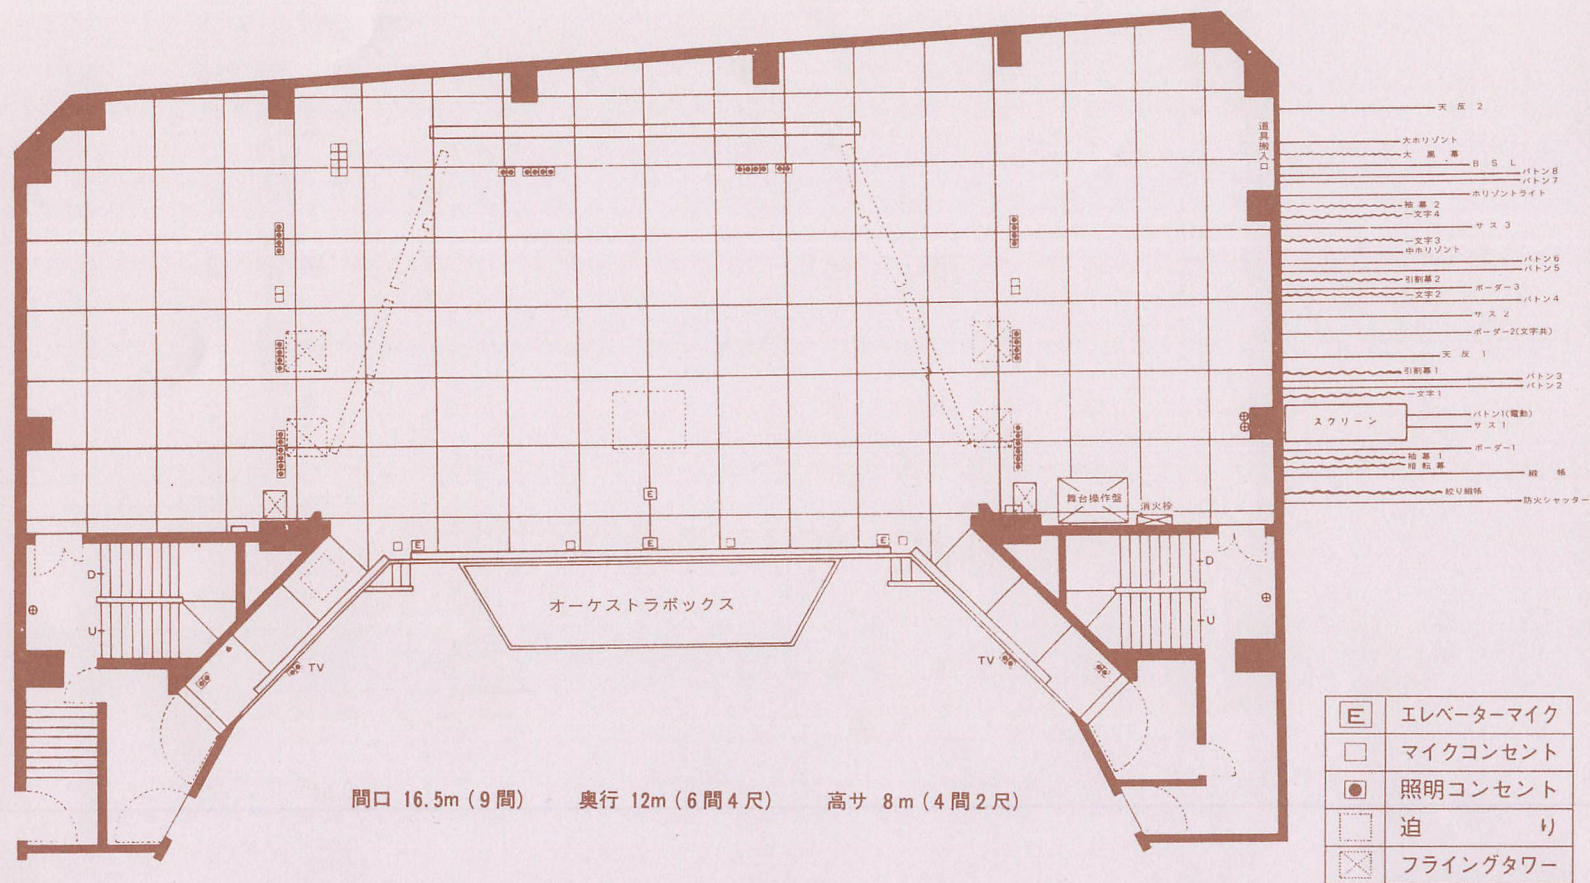 天反2
大ホリゾント
大黒幕
BSL
バトン8
バトン7
ホリゾントライト
袖幕2
一文字4
サス3
一文字3
中ホリゾント
バトン6
バトン5
引割幕2
ボーダー3
一文字2
バトン4
サス2
ボーダー2(文字共)
天反1
引割幕1
バトン3
バトン2
一文字1
スクリーン
バトン1(電動)
サス1
ボーダー1
袖幕1
暗転幕
緞帳
絞り緞帳
防火シャッター
道具搬入口
舞台操作盤
消火栓
E
E
E
E
D
U
D
U
TV
TV
オーケストラボックス
間口 16.5m(9間) 奥行 12m(6間4尺) 高サ 8m(4間2尺)
E エレベーターマイク
マイクコンセント
照明コンセント
迫り
フライングタワー